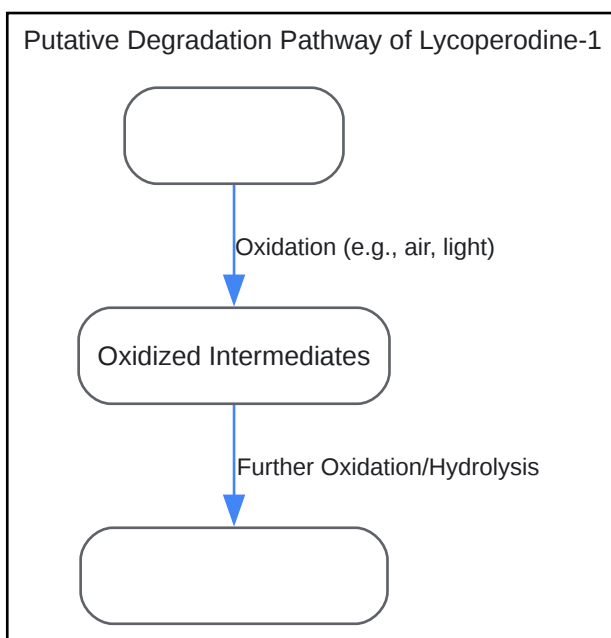 Putative Degradation Pathway of Lycoperodine-1
Oxidation (e.g., air, light)
Oxidized Intermediates
Further Oxidation/Hydrolysis